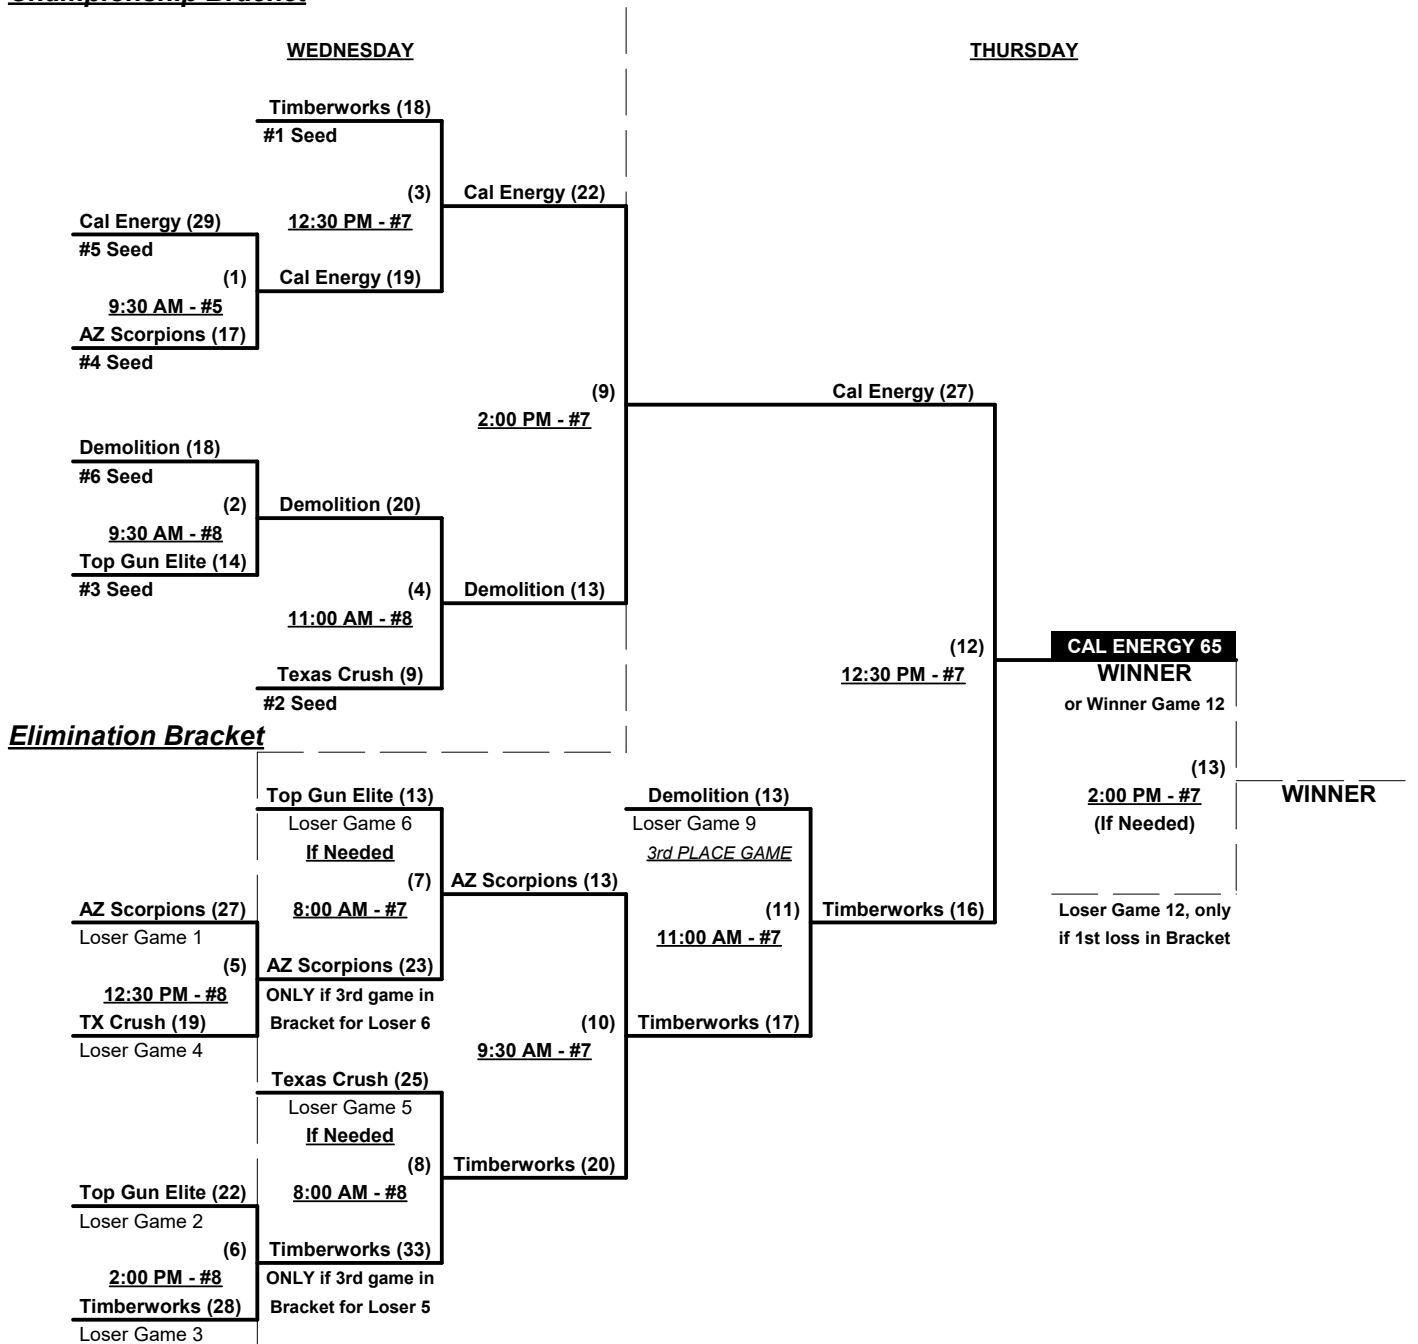 Championship Bracket
WEDNESDAY
THURSDAY
Timberworks (18)
#1 Seed
(3)
Cal Energy (22)
12:30 PM - #7
Cal Energy (29)
#5 Seed
(1)
Cal Energy (19)
9:30 AM - #5
AZ Scorpions (17)
#4 Seed
(9)
Cal Energy (27)
2:00 PM - #7
Demolition (18)
#6 Seed
(2)
Demolition (20)
9:30 AM - #8
Top Gun Elite (14)
#3 Seed
(4)
Demolition (13)
11:00 AM - #8
Texas Crush (9)
#2 Seed
(12)
12:30 PM - #7
CAL ENERGY 65
WINNER
or Winner Game 12
(13)
2:00 PM - #7
(If Needed)
WINNER
Loser Game 12, only
if 1st loss in Bracket
Elimination Bracket
Top Gun Elite (13)
Loser Game 6
If Needed
(7)
AZ Scorpions (13)
8:00 AM - #7
Demolition (13)
Loser Game 9
3rd PLACE GAME
(11)
Timberworks (16)
11:00 AM - #7
AZ Scorpions (27)
Loser Game 1
(5)
AZ Scorpions (23)
12:30 PM - #8
ONLY if 3rd game in
Bracket for Loser 6
TX Crush (19)
Loser Game 4
(10)
Timberworks (17)
9:30 AM - #7
Texas Crush (25)
Loser Game 5
If Needed
(8)
Timberworks (20)
8:00 AM - #8
Top Gun Elite (22)
Loser Game 2
(6)
Timberworks (33)
2:00 PM - #8
ONLY if 3rd game in
Bracket for Loser 5
Timberworks (28)
Loser Game 3